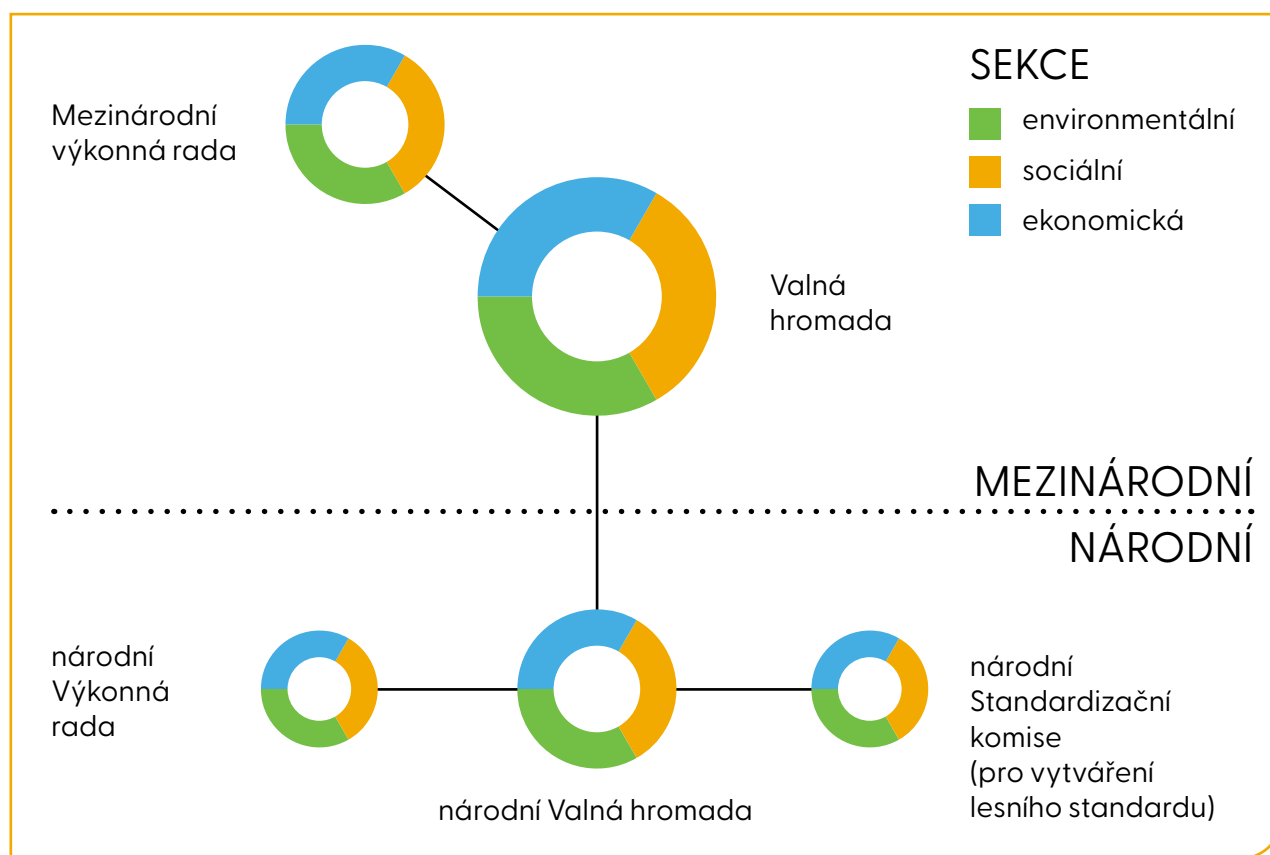 Mezinárodní
výkonná rada
SEKCE
environmentální
sociální
ekonomická
Valná
hromada
MEZINÁRODNÍ
NÁRODNÍ
národní
Výkonná
rada
národní Valná hromada
národní
Standardizační
komise
(pro vytváření
lesního standardu)